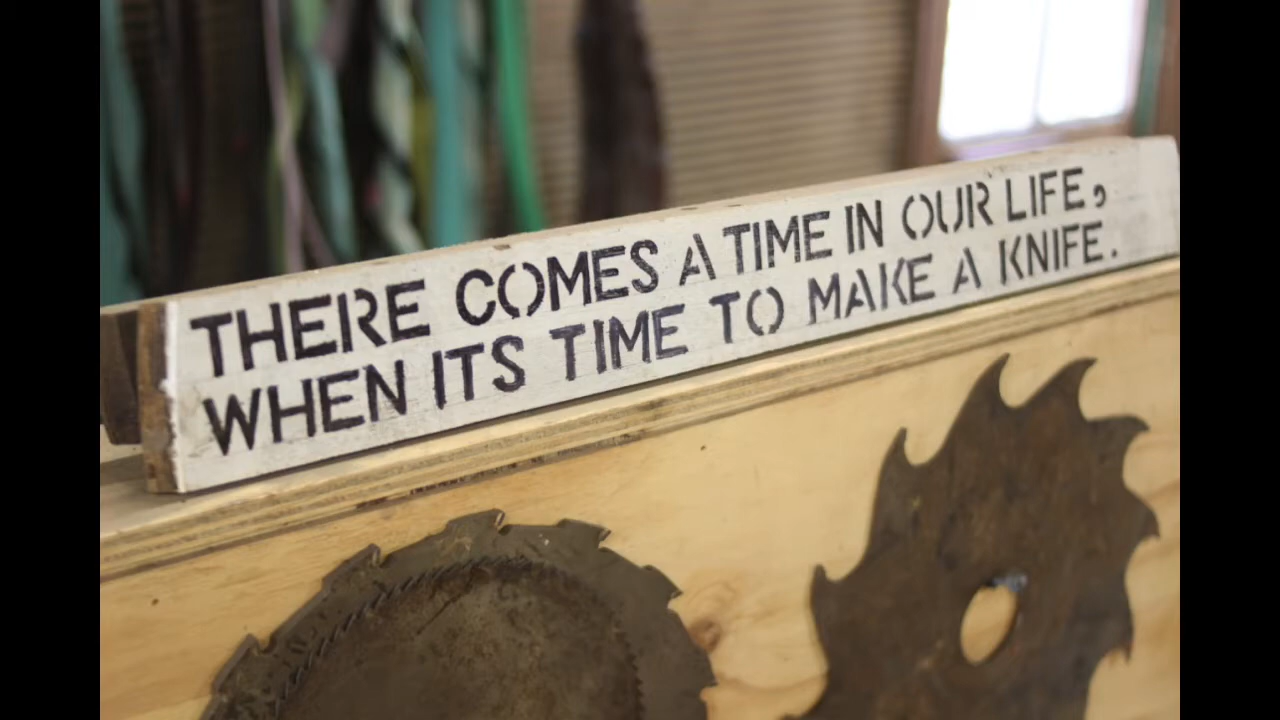 THERE COMES A TIME IN OUR LIFE,
WHEN ITS TIME TO MAKE A KNIFE.